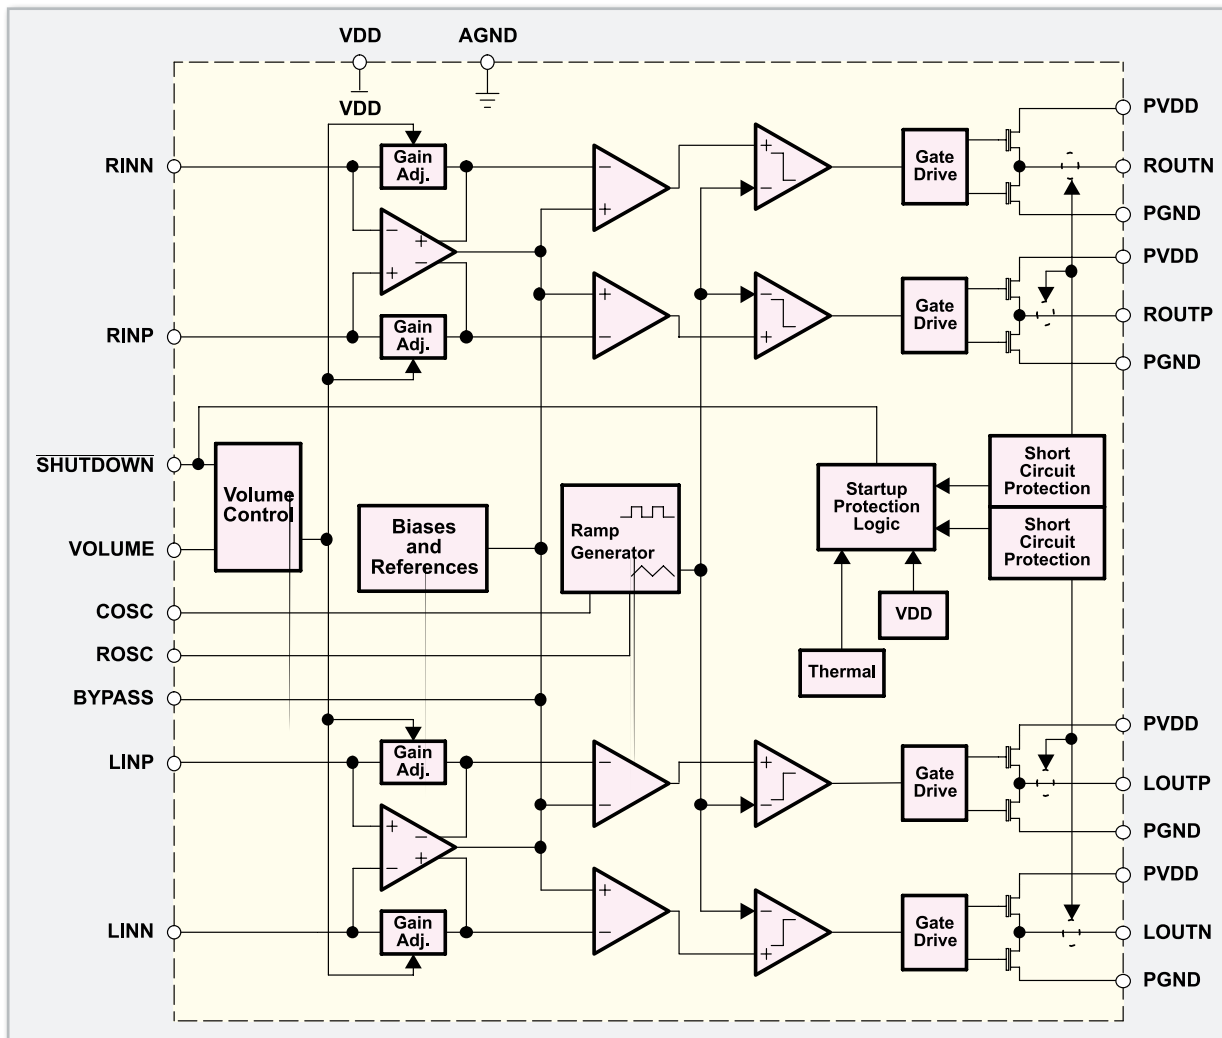 VDD
AGND
VDD
PVDD
RINN
Gain
Adj.
Gate
Drive
ROUTN
PGND
PVDD
RINP
Gain
Adj.
Gate
Drive
ROUTP
PGND
SHUTDOWN
Volume
Control
VOLUME
Biases
and
References
Ramp
Generator
Startup
Protection
Logic
Short
Circuit
Protection
Short
Circuit
Protection
VDD
Thermal
COSC
ROSC
BYPASS
PVDD
LINP
Gain
Adj.
Gate
Drive
LOUTP
PGND
PVDD
LINN
Gain
Adj.
Gate
Drive
LOUTN
PGND